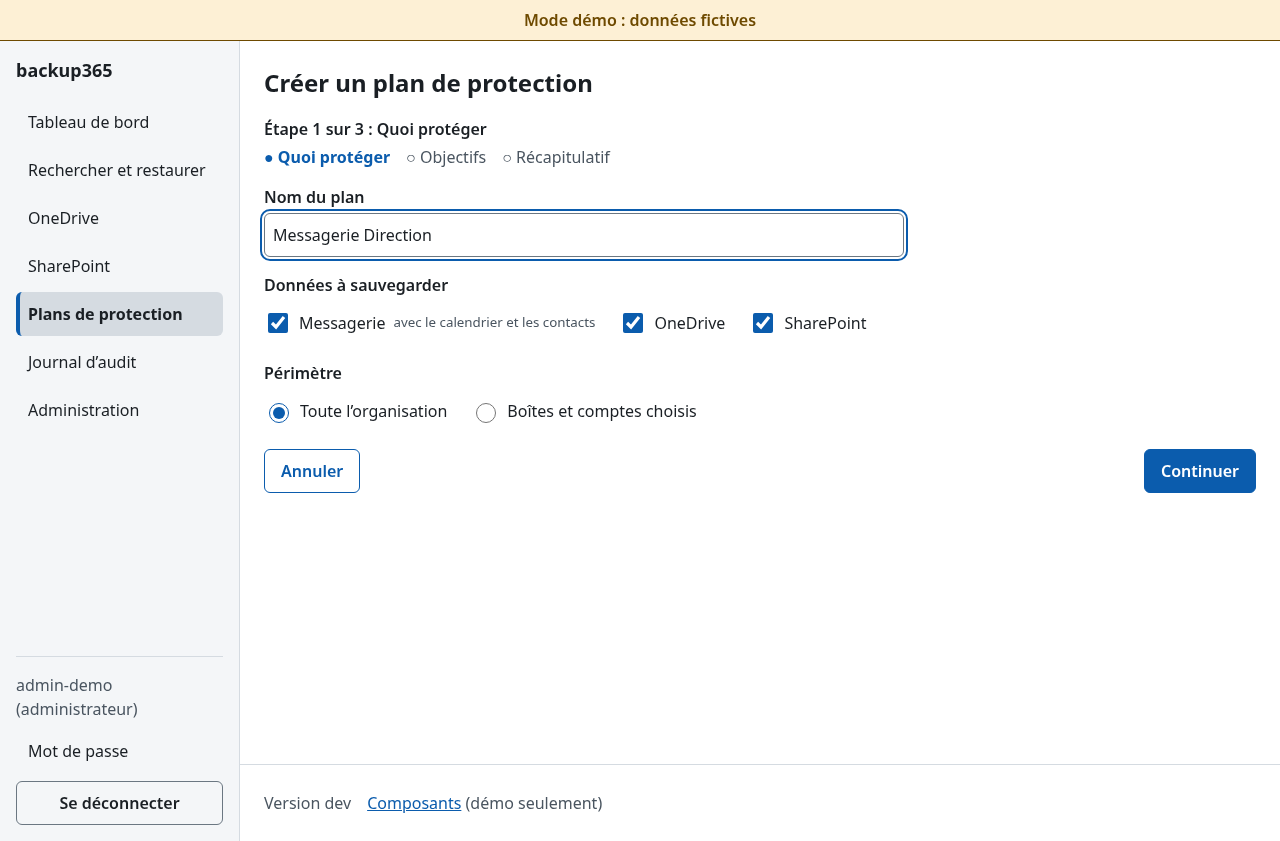 Mode démo : données fictives
backup365
Tableau de bord
Rechercher et restaurer
OneDrive
SharePoint
Plans de protection
Journal d’audit
Administration
admin-demo
(administrateur)
Mot de passe
Se déconnecter
Créer un plan de protection
Étape 1 sur 3 : Quoi protéger
● Quoi protéger ○ Objectifs ○ Récapitulatif
Nom du plan
Messagerie Direction
Données à sauvegarder
Messagerie avec le calendrier et les contacts OneDrive SharePoint
Périmètre
Toute l’organisation Boîtes et comptes choisis
Annuler Continuer
Version dev Composants (démo seulement)